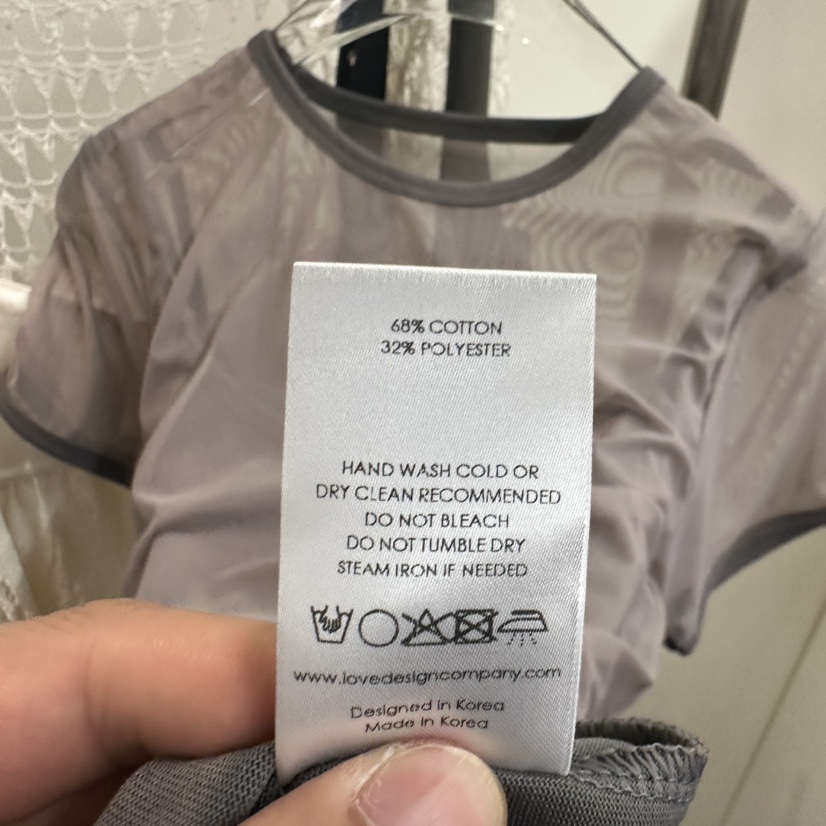 68% COTTON
32% POLYESTER
HAND WASH COLD OR
DRY CLEAN RECOMMENDED
DO NOT BLEACH
DO NOT TUMBLE DRY
STEAM IRON IF NEEDED
www.lovedesigncompany.com
Designed in Korea
Made in Korea